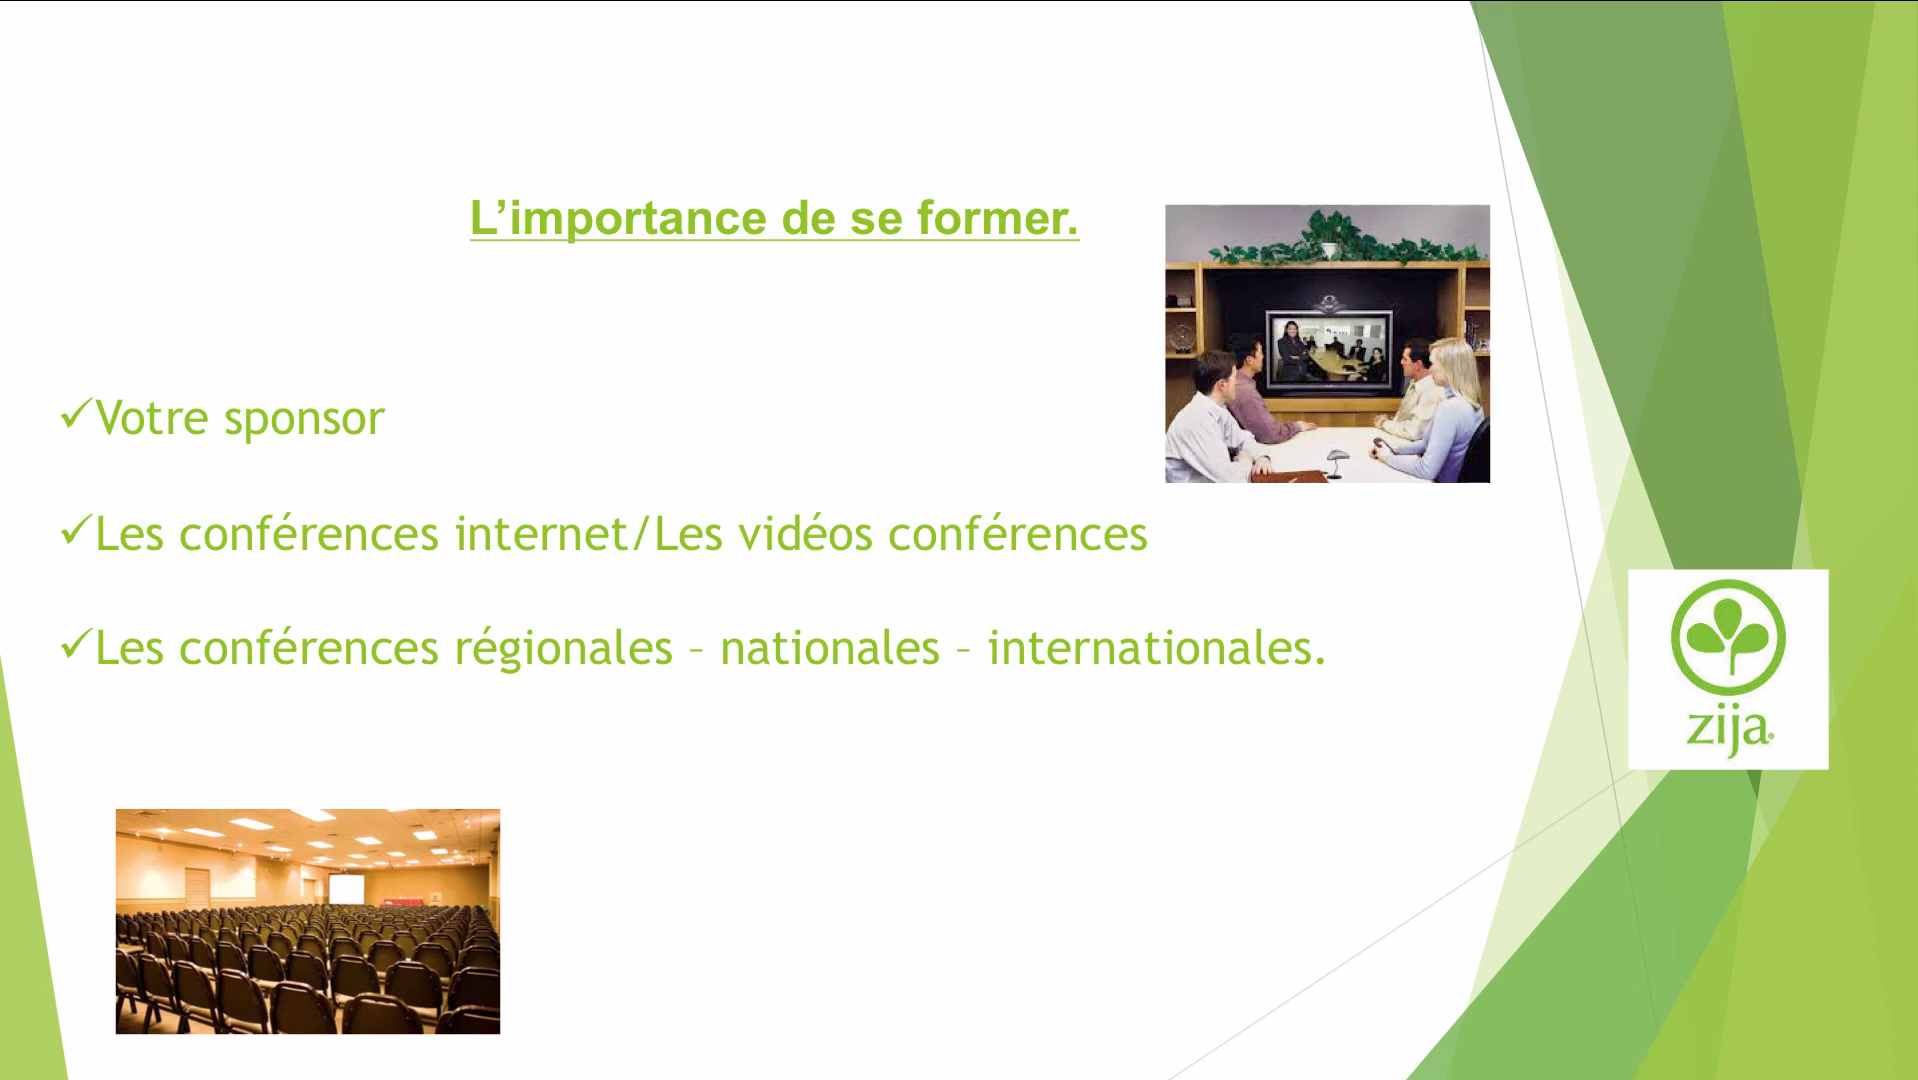 L’importance de se former.
✓Votre sponsor
✓Les conférences internet/Les vidéos conférences
✓Les conférences régionales – nationales – internationales.
zija